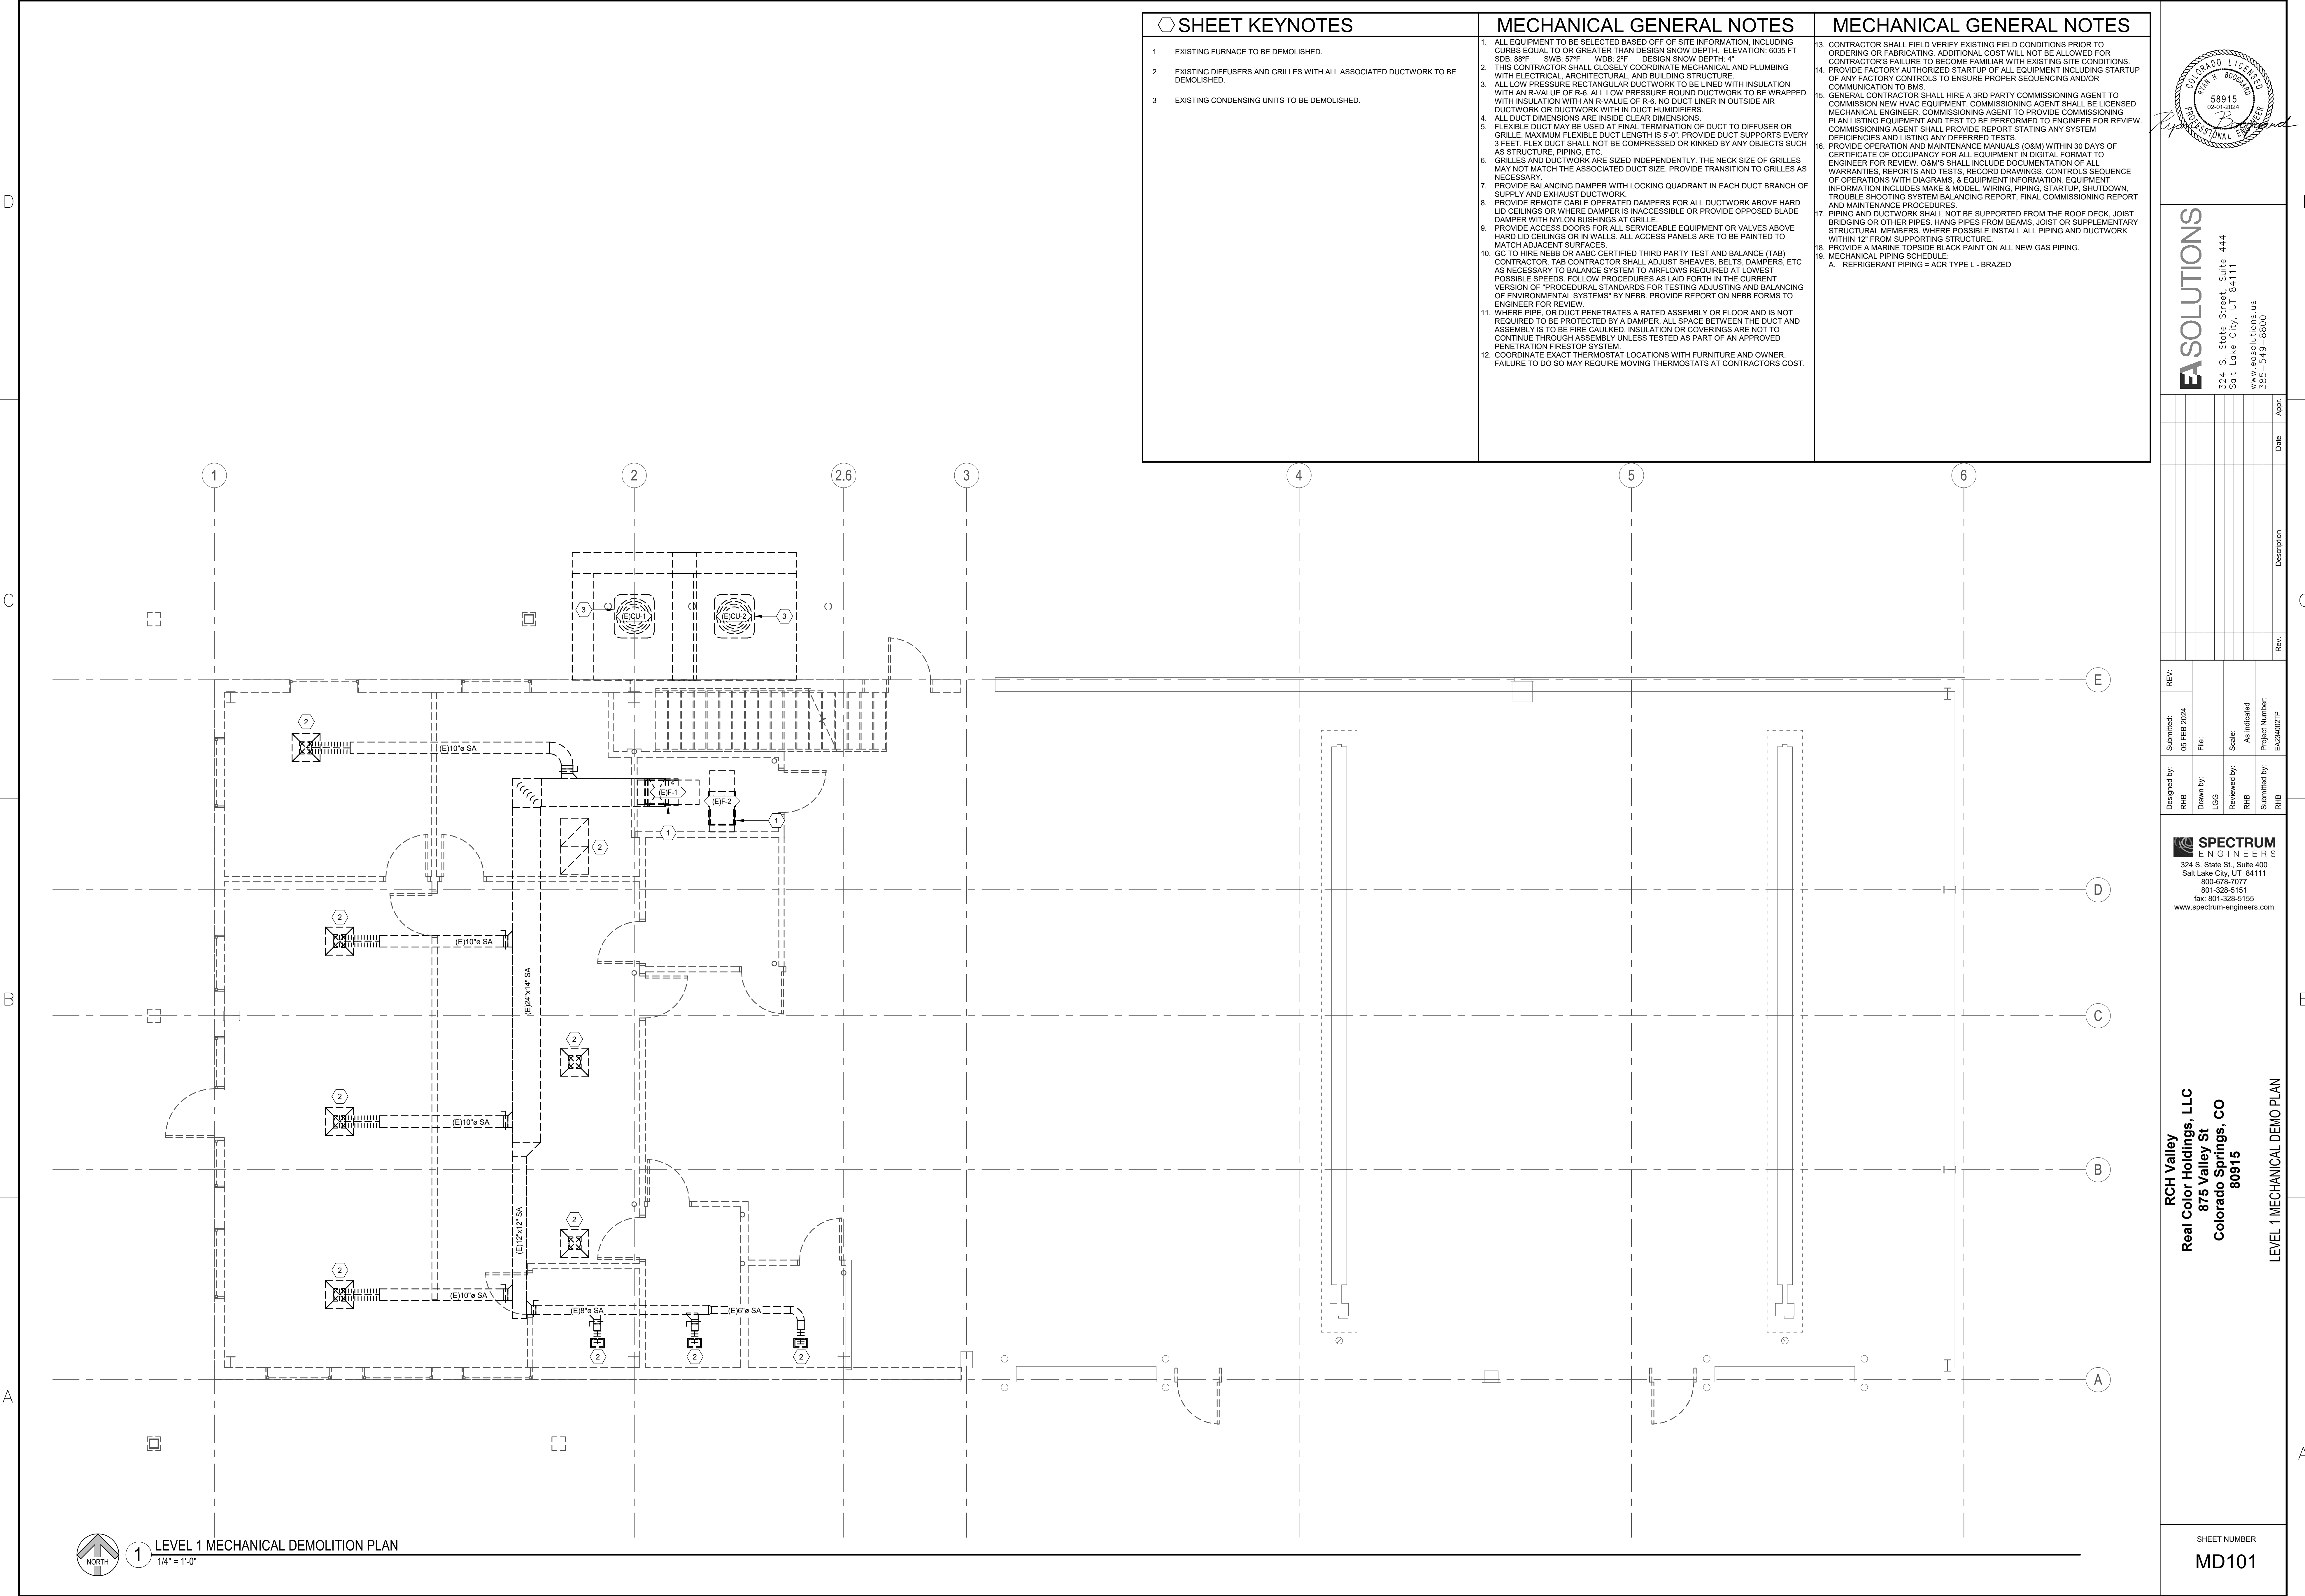 SHEET KEYNOTES
1 EXISTING FURNACE TO BE DEMOLISHED.
2 EXISTING DIFFUSERS AND GRILLES WITH ALL ASSOCIATED DUCTWORK TO BE
DEMOLISHED.
3 EXISTING CONDENSING UNITS TO BE DEMOLISHED.
MECHANICAL GENERAL NOTES
1. ALL EQUIPMENT TO BE SELECTED BASED OFF OF SITE INFORMATION, INCLUDING
CURBS EQUAL TO OR GREATER THAN DESIGN SNOW DEPTH. ELEVATION: 6035 FT
SDB: 88ºF SWB: 57ºF WDB: 2ºF DESIGN SNOW DEPTH: 4"
2. THIS CONTRACTOR SHALL CLOSELY COORDINATE MECHANICAL AND PLUMBING
WITH ELECTRICAL, ARCHITECTURAL, AND BUILDING STRUCTURE.
3. ALL LOW PRESSURE RECTANGULAR DUCTWORK TO BE LINED WITH INSULATION
WITH AN R-VALUE OF R-6. ALL LOW PRESSURE ROUND DUCTWORK TO BE WRAPPED
WITH INSULATION WITH AN R-VALUE OF R-6. NO DUCT LINER IN OUTSIDE AIR
DUCTWORK OR DUCTWORK WITH IN DUCT HUMIDIFIERS.
4. ALL DUCT DIMENSIONS ARE INSIDE CLEAR DIMENSIONS.
5. FLEXIBLE DUCT MAY BE USED AT FINAL TERMINATION OF DUCT TO DIFFUSER OR
GRILLE. MAXIMUM FLEXIBLE DUCT LENGTH IS 5'-0". PROVIDE DUCT SUPPORTS EVERY
3 FEET. FLEX DUCT SHALL NOT BE COMPRESSED OR KINKED BY ANY OBJECTS SUCH
AS STRUCTURE, PIPING, ETC.
6. GRILLES AND DUCTWORK ARE SIZED INDEPENDENTLY. THE NECK SIZE OF GRILLES
MAY NOT MATCH THE ASSOCIATED DUCT SIZE. PROVIDE TRANSITION TO GRILLES AS
NECESSARY.
7. PROVIDE BALANCING DAMPER WITH LOCKING QUADRANT IN EACH DUCT BRANCH OF
SUPPLY AND EXHAUST DUCTWORK.
8. PROVIDE REMOTE CABLE OPERATED DAMPERS FOR ALL DUCTWORK ABOVE HARD
LID CEILINGS OR WHERE DAMPER IS INACCESSIBLE OR PROVIDE OPPOSED BLADE
DAMPER WITH NYLON BUSHINGS AT GRILLE.
9. PROVIDE ACCESS DOORS FOR ALL SERVICEABLE EQUIPMENT OR VALVES ABOVE
HARD LID CEILINGS OR IN WALLS. ALL ACCESS PANELS ARE TO BE PAINTED TO
MATCH ADJACENT SURFACES.
10. GC TO HIRE NEBB OR AABC CERTIFIED THIRD PARTY TEST AND BALANCE (TAB)
CONTRACTOR. TAB CONTRACTOR SHALL ADJUST SHEAVES, BELTS, DAMPERS, ETC
AS NECESSARY TO BALANCE SYSTEM TO AIRFLOWS REQUIRED AT LOWEST
POSSIBLE SPEEDS. FOLLOW PROCEDURES AS LAID FORTH IN THE CURRENT
VERSION OF "PROCEDURAL STANDARDS FOR TESTING ADJUSTING AND BALANCING
OF ENVIRONMENTAL SYSTEMS" BY NEBB. PROVIDE REPORT ON NEBB FORMS TO
ENGINEER FOR REVIEW.
11. WHERE PIPE, OR DUCT PENETRATES A RATED ASSEMBLY OR FLOOR AND IS NOT
REQUIRED TO BE PROTECTED BY A DAMPER, ALL SPACE BETWEEN THE DUCT AND
ASSEMBLY IS TO BE FIRE CAULKED. INSULATION OR COVERINGS ARE NOT TO
CONTINUE THROUGH ASSEMBLY UNLESS TESTED AS PART OF AN APPROVED
PENETRATION FIRESTOP SYSTEM.
12. COORDINATE EXACT THERMOSTAT LOCATIONS WITH FURNITURE AND OWNER.
FAILURE TO DO SO MAY REQUIRE MOVING THERMOSTATS AT CONTRACTORS COST.
MECHANICAL GENERAL NOTES
13. CONTRACTOR SHALL FIELD VERIFY EXISTING FIELD CONDITIONS PRIOR TO
ORDERING OR FABRICATING. ADDITIONAL COST WILL NOT BE ALLOWED FOR
CONTRACTOR'S FAILURE TO BECOME FAMILIAR WITH EXISTING SITE CONDITIONS.
14. PROVIDE FACTORY AUTHORIZED STARTUP OF ALL EQUIPMENT INCLUDING STARTUP
OF ANY FACTORY CONTROLS TO ENSURE PROPER SEQUENCING AND/OR
COMMUNICATION TO BMS.
15. GENERAL CONTRACTOR SHALL HIRE A 3RD PARTY COMMISSIONING AGENT TO
COMMISSION NEW HVAC EQUIPMENT. COMMISSIONING AGENT SHALL BE LICENSED
MECHANICAL ENGINEER. COMMISSIONING AGENT TO PROVIDE COMMISSIONING
PLAN LISTING EQUIPMENT AND TEST TO BE PERFORMED TO ENGINEER FOR REVIEW.
COMMISSIONING AGENT SHALL PROVIDE REPORT STATING ANY SYSTEM
DEFICIENCIES AND LISTING ANY DEFERRED TESTS.
16. PROVIDE OPERATION AND MAINTENANCE MANUALS (O&M) WITHIN 30 DAYS OF
CERTIFICATE OF OCCUPANCY FOR ALL EQUIPMENT IN DIGITAL FORMAT TO
ENGINEER FOR REVIEW. O&M'S SHALL INCLUDE DOCUMENTATION OF ALL
WARRANTIES, REPORTS AND TESTS, RECORD DRAWINGS, CONTROLS SEQUENCE
OF OPERATIONS WITH DIAGRAMS, & EQUIPMENT INFORMATION. EQUIPMENT
INFORMATION INCLUDES MAKE & MODEL, WIRING, PIPING, STARTUP, SHUTDOWN,
TROUBLE SHOOTING SYSTEM BALANCING REPORT, FINAL COMMISSIONING REPORT
AND MAINTENANCE PROCEDURES.
17. PIPING AND DUCTWORK SHALL NOT BE SUPPORTED FROM THE ROOF DECK, JOIST
BRIDGING OR OTHER PIPES. HANG PIPES FROM BEAMS, JOIST OR SUPPLEMENTARY
STRUCTURAL MEMBERS. WHERE POSSIBLE INSTALL ALL PIPING AND DUCTWORK
WITHIN 12" FROM SUPPORTING STRUCTURE.
18. PROVIDE A MARINE TOPSIDE BLACK PAINT ON ALL NEW GAS PIPING.
19. MECHANICAL PIPING SCHEDULE:
A. REFRIGERANT PIPING = ACR TYPE L - BRAZED
COLORADO LICENSED
RYAN H. BOOGARD
58915
02-01-2024
PROFESSIONAL ENGINEER
EA SOLUTIONS
324 S. State Street, Suite 444
Salt Lake City, UT 84111
www.easolutions.us
385-549-8800
Rev.
Description
Date
Appr.
Designed by:
RHB
Submitted:
05 FEB 2024
REV:
Drawn by:
LGG
File:
Reviewed by:
RHB
Scale:
As indicated
Submitted by:
RHB
Project Number:
EA234002TP
SPECTRUM
ENGINEERS
324 S. State St., Suite 400
Salt Lake City, UT 84111
800-678-7077
801-328-5151
fax: 801-328-5155
www.spectrum-engineers.com
RCH Valley
Real Color Holdings, LLC
875 Valley St
Colorado Springs, CO
80915
LEVEL 1 MECHANICAL DEMO PLAN
SHEET NUMBER
MD101
D
C
B
A
1 2 2.6 3 4 5 6
E
D
C
B
A
3 (E)CU-1 (E)CU-2 3
2
(E)10"ø SA
(E)F-1
(E)F-2
1
1
2
2
(E)10"ø SA
(E)24"x14" SA
2
2
(E)10"ø SA
(E)12"x12" SA
2
2
(E)10"ø SA
(E)8"ø SA
(E)6"ø SA
2 2 2
NORTH
1
LEVEL 1 MECHANICAL DEMOLITION PLAN
1/4" = 1'-0"